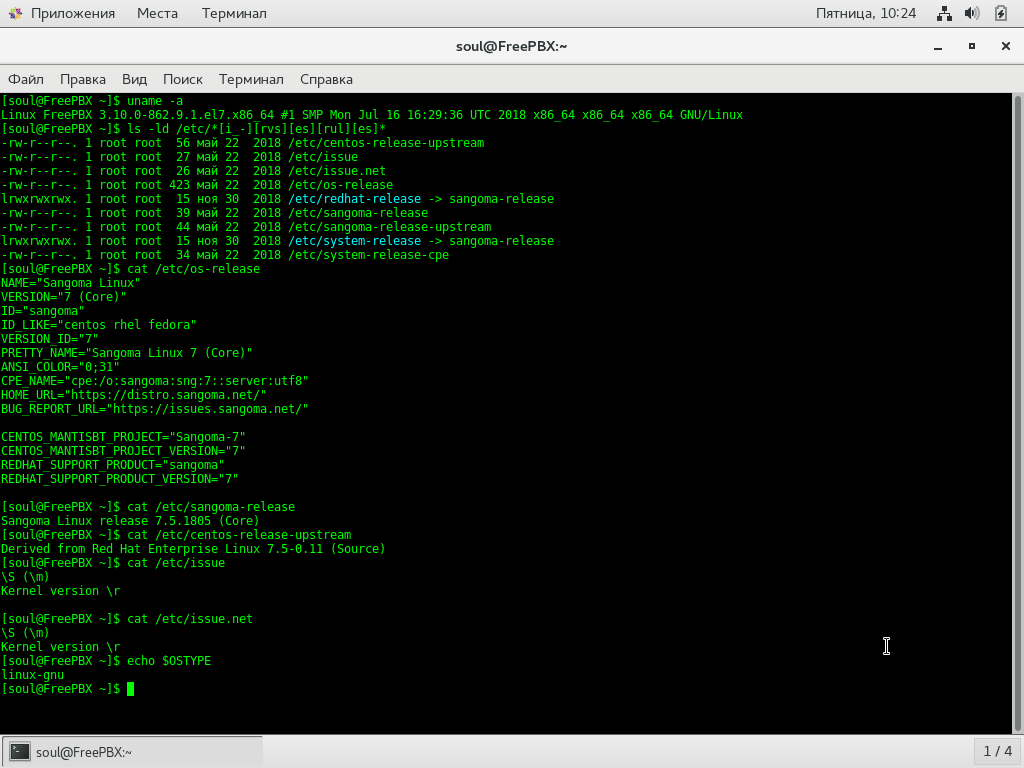 Приложения Места Терминал Пятница, 10:24
soul@FreePBX:~
Файл Правка Вид Поиск Терминал Справка
[soul@FreePBX ~]$ uname -a
Linux FreePBX 3.10.0-862.9.1.el7.x86_64 #1 SMP Mon Jul 16 16:29:36 UTC 2018 x86_64 x86_64 x86_64 GNU/Linux
[soul@FreePBX ~]$ ls -ld /etc/*[i_-][rvs][es][rul][es]*
-rw-r--r--. 1 root root  56 май 22  2018 /etc/centos-release-upstream
-rw-r--r--. 1 root root  27 май 22  2018 /etc/issue
-rw-r--r--. 1 root root  26 май 22  2018 /etc/issue.net
-rw-r--r--. 1 root root 423 май 22  2018 /etc/os-release
lrwxrwxrwx. 1 root root  15 ноя 30  2018 /etc/redhat-release -> sangoma-release
-rw-r--r--. 1 root root  39 май 22  2018 /etc/sangoma-release
-rw-r--r--. 1 root root  44 май 22  2018 /etc/sangoma-release-upstream
lrwxrwxrwx. 1 root root  15 ноя 30  2018 /etc/system-release -> sangoma-release
-rw-r--r--. 1 root root  34 май 22  2018 /etc/system-release-cpe
[soul@FreePBX ~]$ cat /etc/os-release
NAME="Sangoma Linux"
VERSION="7 (Core)"
ID="sangoma"
ID_LIKE="centos rhel fedora"
VERSION_ID="7"
PRETTY_NAME="Sangoma Linux 7 (Core)"
ANSI_COLOR="0;31"
CPE_NAME="cpe:/o:sangoma:sng:7::server:utf8"
HOME_URL="https://distro.sangoma.net/"
BUG_REPORT_URL="https://issues.sangoma.net/"

CENTOS_MANTISBT_PROJECT="Sangoma-7"
CENTOS_MANTISBT_PROJECT_VERSION="7"
REDHAT_SUPPORT_PRODUCT="sangoma"
REDHAT_SUPPORT_PRODUCT_VERSION="7"

[soul@FreePBX ~]$ cat /etc/sangoma-release
Sangoma Linux release 7.5.1805 (Core)
[soul@FreePBX ~]$ cat /etc/centos-release-upstream
Derived from Red Hat Enterprise Linux 7.5-0.11 (Source)
[soul@FreePBX ~]$ cat /etc/issue
\S (\m)
Kernel version \r

[soul@FreePBX ~]$ cat /etc/issue.net
\S (\m)
Kernel version \r
[soul@FreePBX ~]$ echo $OSTYPE
linux-gnu
[soul@FreePBX ~]$
soul@FreePBX:~ 1 / 4